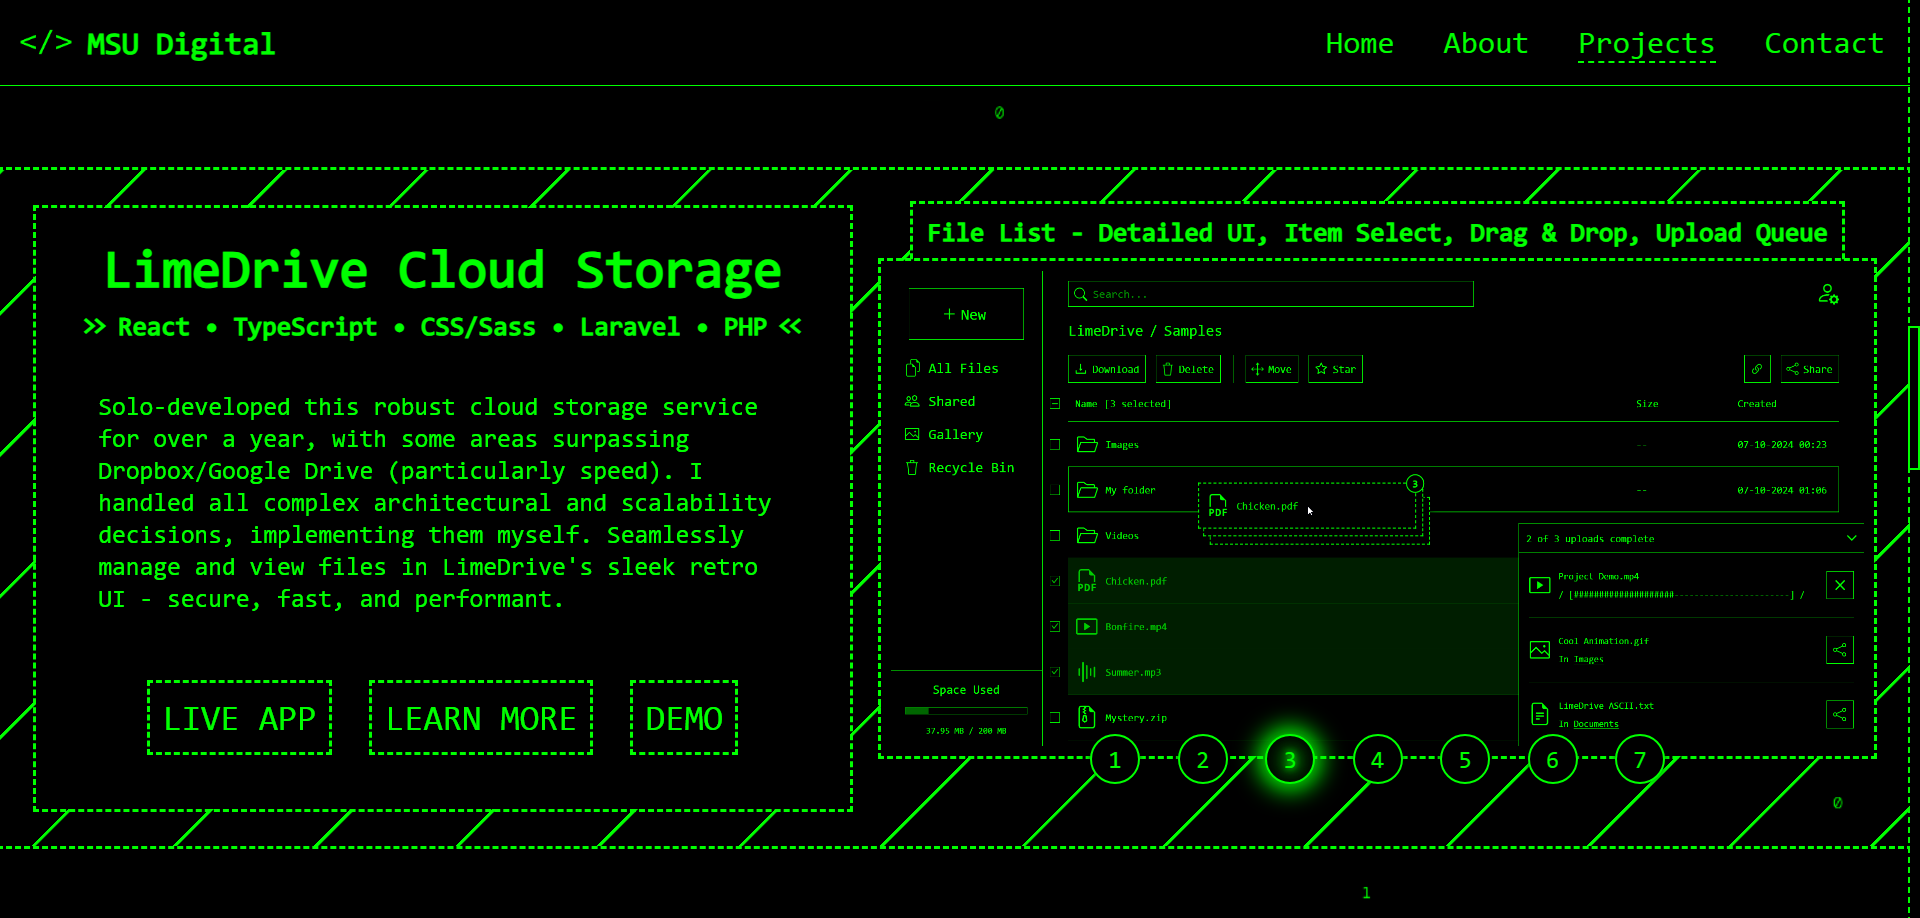 </> MSU Digital
Home About Projects Contact
0
LimeDrive Cloud Storage
>> React • TypeScript • CSS/Sass • Laravel • PHP <<
Solo-developed this robust cloud storage service
for over a year, with some areas surpassing
Dropbox/Google Drive (particularly speed). I
handled all complex architectural and scalability
decisions, implementing them myself. Seamlessly
manage and view files in LimeDrive's sleek retro
UI - secure, fast, and performant.
LIVE APP LEARN MORE DEMO
File List - Detailed UI, Item Select, Drag & Drop, Upload Queue
+ New
All Files
Shared
Gallery
Recycle Bin
Space Used
37.95 MB / 200 MB
Search...
LimeDrive / Samples
Download Delete Move Star Share
Name [3 selected] Size Created
Images -- 07-10-2024 00:23
My folder -- 07-10-2024 01:06
3
PDF Chicken.pdf
Videos
PDF Chicken.pdf
Bonfire.mp4
Summer.mp3
Mystery.zip
2 of 3 uploads complete
Project Demo.mp4
/ [####################-----------------------] /
Cool Animation.gif
In Images
LimeDrive ASCII.txt
in Documents
1 2 3 4 5 6 7
0
1